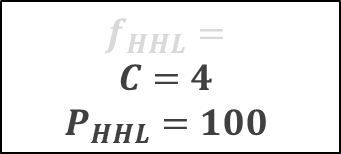 f_HHL =
C = 4
P_HHL = 100